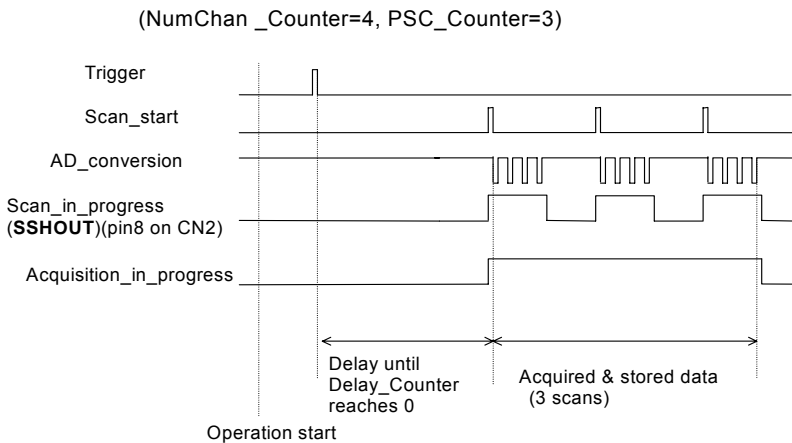 (NumChan _Counter=4, PSC_Counter=3)
Trigger
Scan_start
AD_conversion
Scan_in_progress
(SSHOUT)(pin8 on CN2)
Acquisition_in_progress
Delay until
Delay_Counter
reaches 0
Acquired & stored data
(3 scans)
Operation start